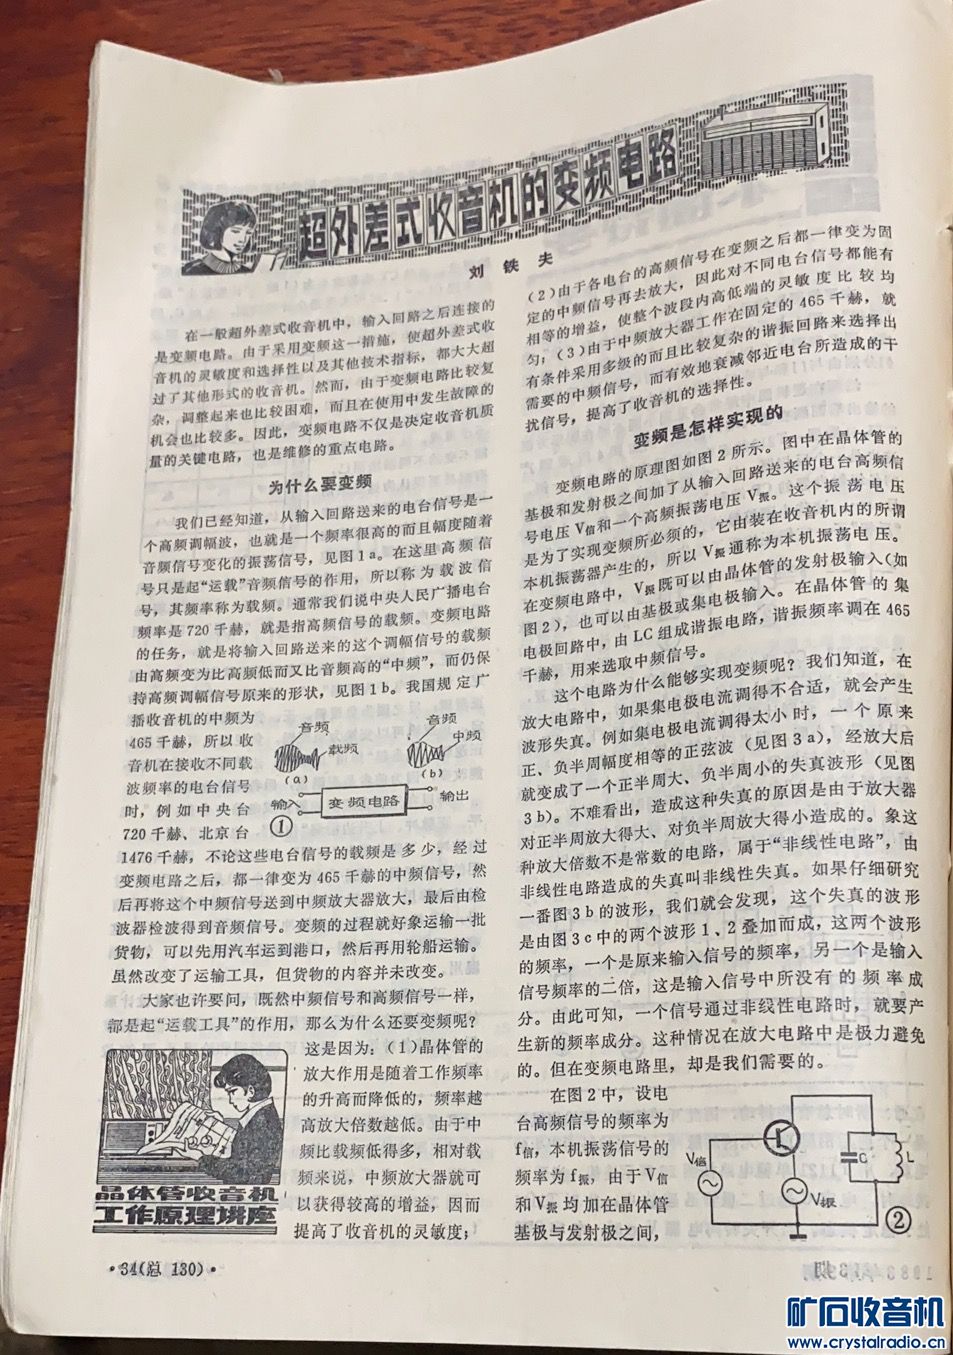 超外差式收音机的变频电路
刘铁夫
在一般超外差式收音机中，输入回路之后连接的
是变频电路。由于采用变频这一措施，使超外差式收
音机的灵敏度和选择性以及其他技术指标，都大大超
过了其他形式的收音机。然而，由于变频电路比较复
杂，调整起来也比较困难，而且在使用中发生故障的
机会也比较多。因此，变频电路不仅是决定收音机质
量的关键电路，也是维修的重点电路。
为什么要变频
我们已经知道，从输入回路送来的电台信号是一
个高频调幅波，也就是一个频率很高的而且幅度随着
音频信号变化的振荡信号，见图1a。在这里高频信
号只是起“运载”音频信号的作用，所以称为载波信
号，其频率称为载频。通常我们说中央人民广播电台
频率是720千赫，就是指高频信号的载频。变频电路
的任务，就是将输入回路送来的这个调幅信号的载频
由高频变为比高频低而又比音频高的“中频”，而仍保
持高频调幅信号原来的形状，见图1b。我国规定广
播收音机的中频为
465千赫，所以收
音机在接收不同载
波频率的电台信号
时，例如中央台
720千赫、北京台
音频
载频
(a)
音频
中频
(b)
输入
变频电路
输出
①
1476千赫，不论这些电台信号的载频是多少，经过
变频电路之后，都一律变为465千赫的中频信号，然
后再将这个中频信号送到中频放大器放大，最后由检
波器检波得到音频信号。变频的过程就好象运输一批
货物，可以先用汽车运到港口，然后再用轮船运输。
虽然改变了运输工具，但货物的内容并未改变。
大家也许要问，既然中频信号和高频信号一样，
都是起“运载工具”的作用，那么为什么还要变频呢？
这是因为：(1)晶体管的
放大作用是随着工作频率
的升高而降低的，频率越
高放大倍数越低。由于中
频比载频低得多，相对载
频来说，中频放大器就可
以获得较高的增益，因而
提高了收音机的灵敏度；
晶体管收音机
工作原理讲座
·34(总 130)·
(2)由于各电台的高频信号在变频之后都一律变为固
定的中频信号再去放大，因此对不同电台信号都能有
相等的增益，使整个波段内高低端的灵敏度比较均
匀；(3)由于中频放大器工作在固定的465千赫，就
有条件采用多级的而且比较复杂的谐振回路来选择出
需要的中频信号，而有效地衰减邻近电台所造成的干
扰信号，提高了收音机的选择性。
变频是怎样实现的
变频电路的原理图如图2所示。图中在晶体管的
基极和发射极之间加了从输入回路送来的电台高频信
号电压V信和一个高频振荡电压V振。这个振荡电压
是为了实现变频所必须的，它由装在收音机内的所谓
本机振荡器产生的，所以V振通称为本机振荡电压。
在变频电路中，V振既可以由晶体管的发射极输入(如
图2)，也可以由基极或集电极输入。在晶体管的集
电极回路中，由LC组成谐振电路，谐振频率调在465
千赫，用来选取中频信号。
这个电路为什么能够实现变频呢？我们知道，在
放大电路中，如果集电极电流调得不合适，就会产生
波形失真。例如集电极电流调得太小时，一个原来
正、负半周幅度相等的正弦波（见图3a），经放大后
就变成了一个正半周大、负半周小的失真波形（见图
3b）。不难看出，造成这种失真的原因是由于放大器
对正半周放大得大、对负半周放大得小造成的。象这
种放大倍数不是常数的电路，属于“非线性电路”，由
非线性电路造成的失真叫非线性失真。如果仔细研究
一番图3b的波形，我们就会发现，这个失真的波形
是由图3c中的两个波形1、2叠加而成，这两个波形
的频率，一个是原来输入信号的频率，另一个是输入
信号频率的二倍，这是输入信号中所没有的频率成
分。由此可知，一个信号通过非线性电路时，就要产
生新的频率成分。这种情况在放大电路中是极力避免
的。但在变频电路里，却是我们需要的。
在图2中，设电
台高频信号的频率为
f信，本机振荡信号的
频率为f振，由于V信
和V振均加在晶体管
基极与发射极之间，
V信
V振
C
L
②
矿石收音机
www.crystalradio.cn